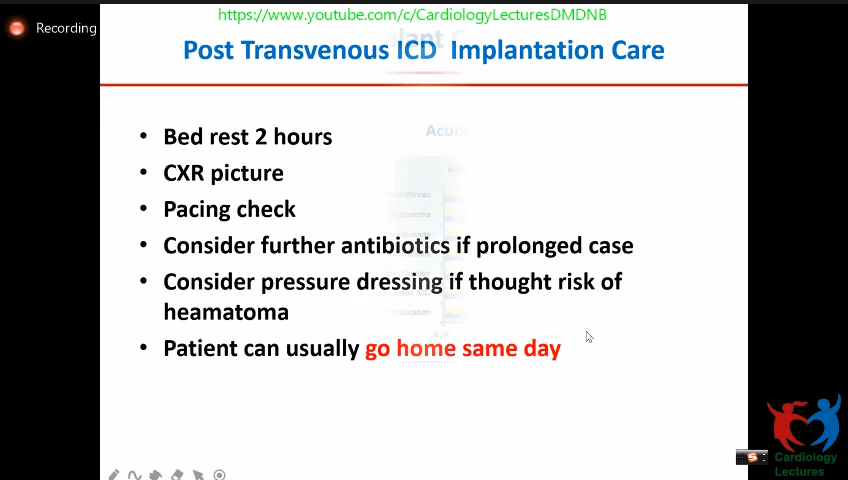 https://www.youtube.com/c/CardiologyLecturesDMDNB
Recording
Post Transvenous ICD Implantation Care
• Bed rest 2 hours
• CXR picture
• Pacing check
• Consider further antibiotics if prolonged case
• Consider pressure dressing if thought risk of
heamatoma
• Patient can usually go home same day
Cardiology
Lectures